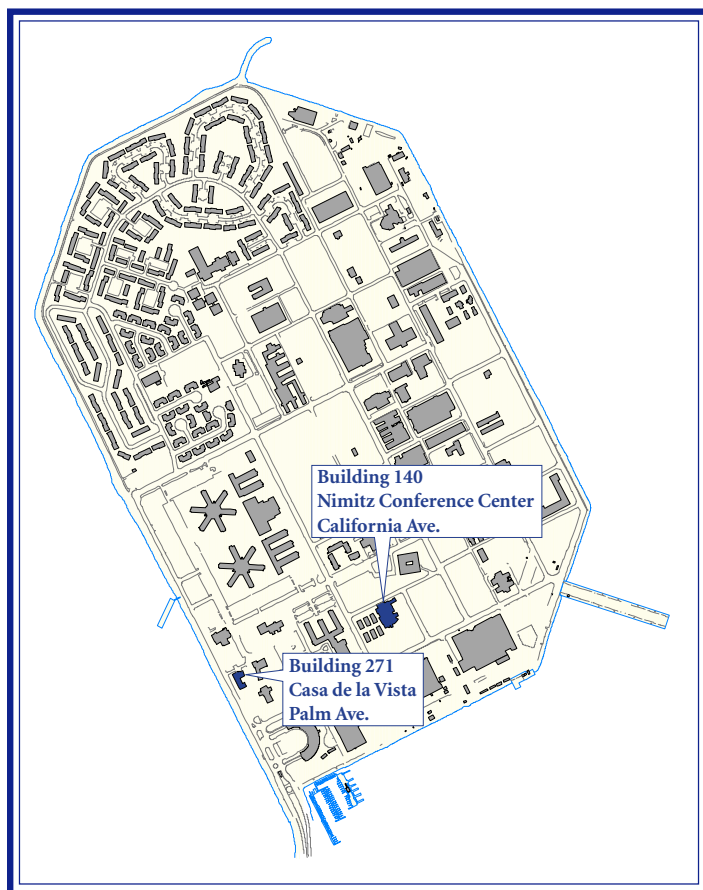 Building 140
Nimitz Conference Center
California Ave.
Building 271
Casa de la Vista
Palm Ave.